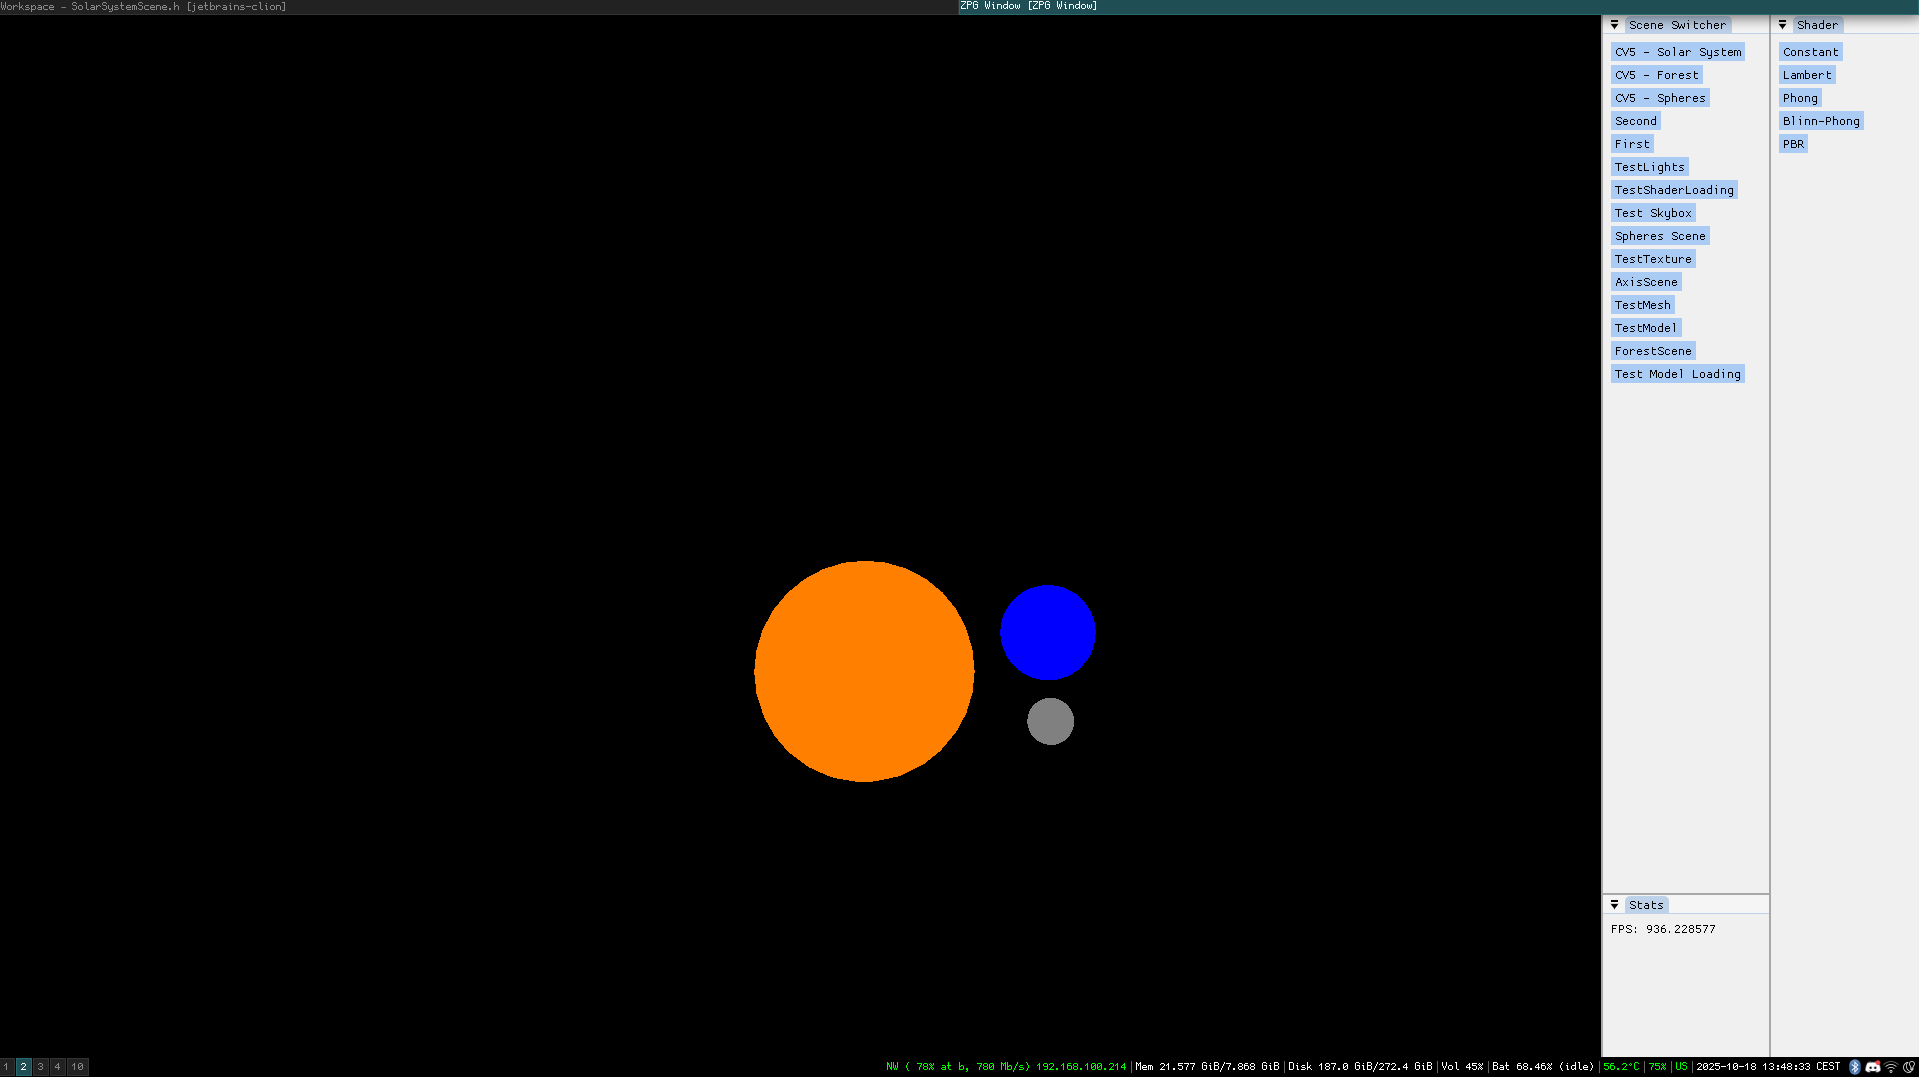 Workspace - SolarSystemScene.h [jetbrains-clion]
ZPG Window [ZPG Window]
Scene Switcher
CV5 - Solar System
CV5 - Forest
CV5 - Spheres
Second
First
TestLights
TestShaderLoading
Test Skybox
Spheres Scene
TestTexture
AxisScene
TestMesh
TestModel
ForestScene
Test Model Loading
Shader
Constant
Lambert
Phong
Blinn-Phong
PBR
Stats
FPS: 936.228577
1 2 3 4 10
NW ( 78% at b, 780 Mb/s) 192.168.100.214|Mem 21.577 GiB/7.868 GiB|Disk 187.0 GiB/272.4 GiB|Vol 45%|Bat 68.46% (idle)|56.2°C|75%|US|2025-10-18 13:48:33 CEST